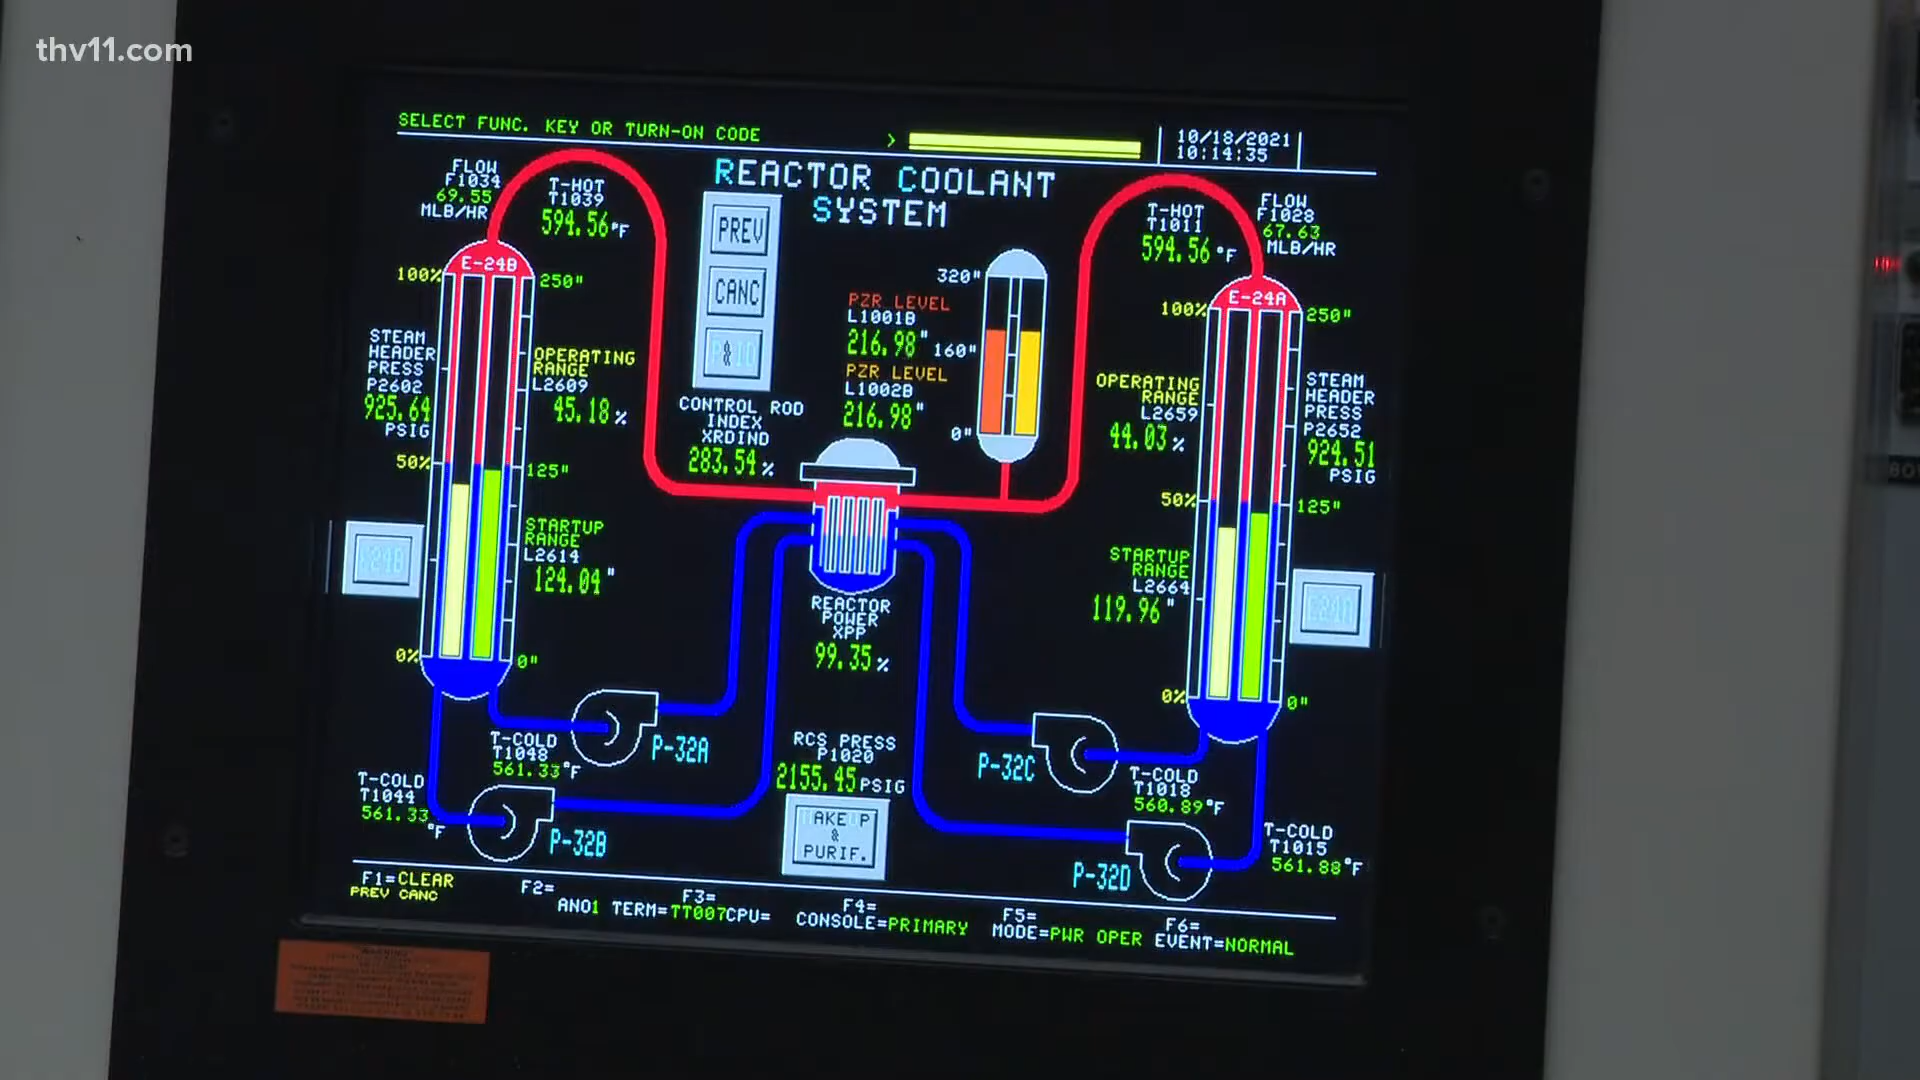 thv11.com
SELECT FUNC. KEY OR TURN-ON CODE
>
10/18/2021
10:14:35
REACTOR COOLANT
SYSTEM
FLOW
F1034
69.55
MLB/HR
T-HOT
T1039
594.56°F
PREV
CANC
T-HOT
T1011
594.56 °F
FLOW
F1028
67.63
MLB/HR
E-24B
100%
250"
STEAM
HEADER
PRESS
P2602
925.64
PSIG
OPERATING
RANGE
L2609
45.18 %
50%
125"
STARTUP
RANGE
L2614
124.04"
0%
0"
CONTROL ROD
INDEX
XRDIND
283.54 %
PZR LEVEL
L1001B
216.98"
PZR LEVEL
L1002B
216.98"
320"
160"
0"
REACTOR
POWER
XPP
99.35 %
E-24A
100%
250"
OPERATING
RANGE
L2659
44.03 %
STEAM
HEADER
PRESS
P2652
924.51
PSIG
50%
125"
STARTUP
RANGE
L2664
119.96"
0%
0"
T-COLD
T1048
561.33°F
P-32A
T-COLD
T1044
561.33
°F
P-32B
RCS PRESS
P1020
2155.45 PSIG
&
PURIF.
P-32C
T-COLD
T1018
560.89°F
P-32D
T-COLD
T1015
561.88°F
F1=CLEAR
PREV CANC
F2=
F3=
F4=
F5=
F6=
ANO1 TERM=TT007CPU=
CONSOLE=PRIMARY
MODE=PWR OPER
EVENT=NORMAL